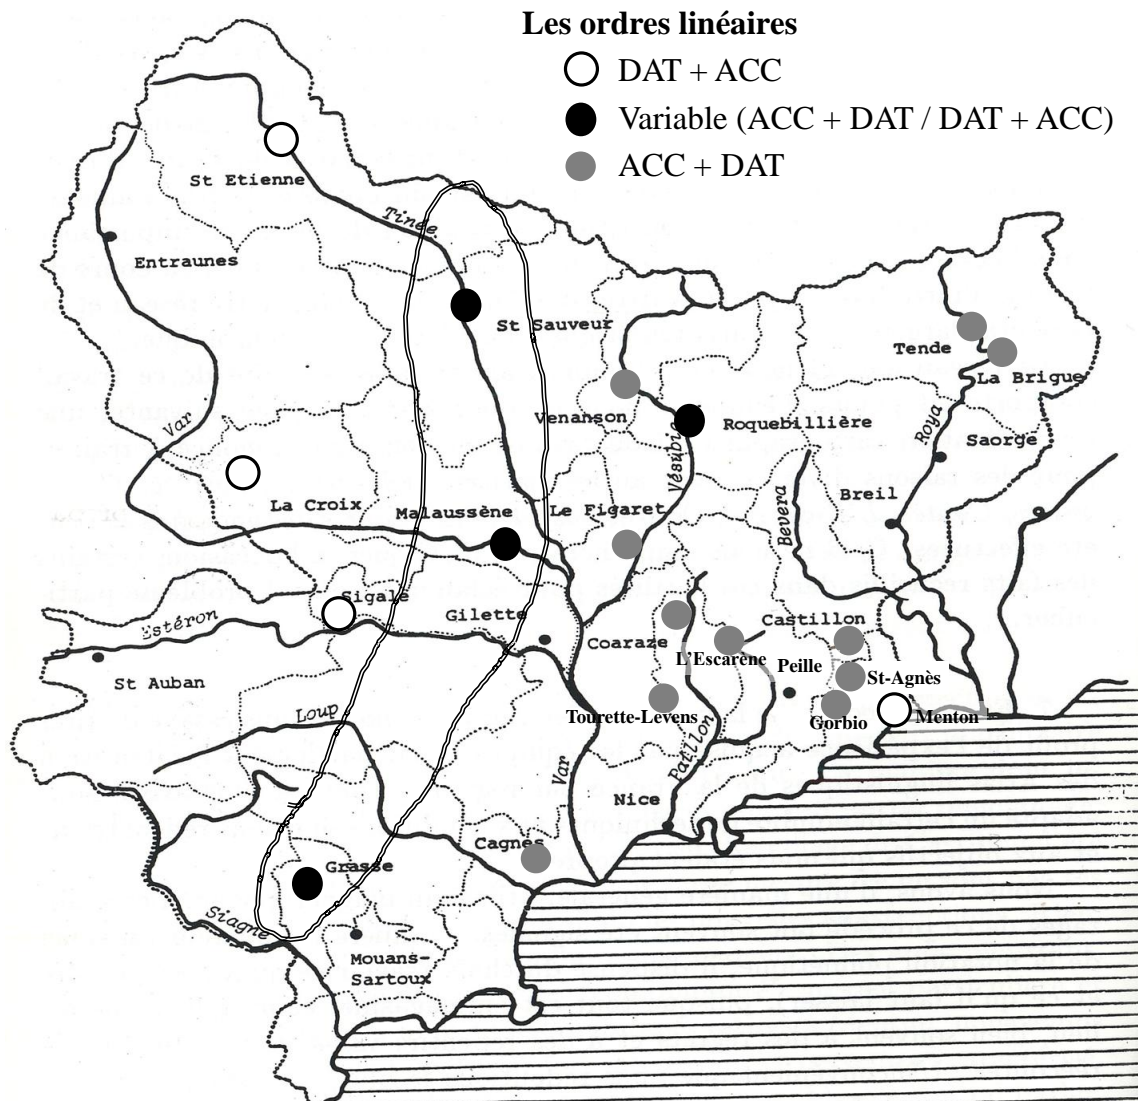 Les ordres linéaires
DAT + ACC
Variable (ACC + DAT / DAT + ACC)
ACC + DAT
St Etienne
Tinée
Entraunes
St Sauveur
Tende
La Brigue
Var
Venanson
Roquebillière
Roya
Saorge
Vésubie
La Croix
Malaussène
Le Figaret
Bevera
Breil
Sigale
Estéron
Gilette
Coaraze
Castillon
L'Escarène
Peille
St-Agnès
St Auban
Loup
Tourette-Levens
Gorbio
Menton
Paillon
Var
Nice
Cagnes
Grasse
Siagne
Mouans-
Sartoux